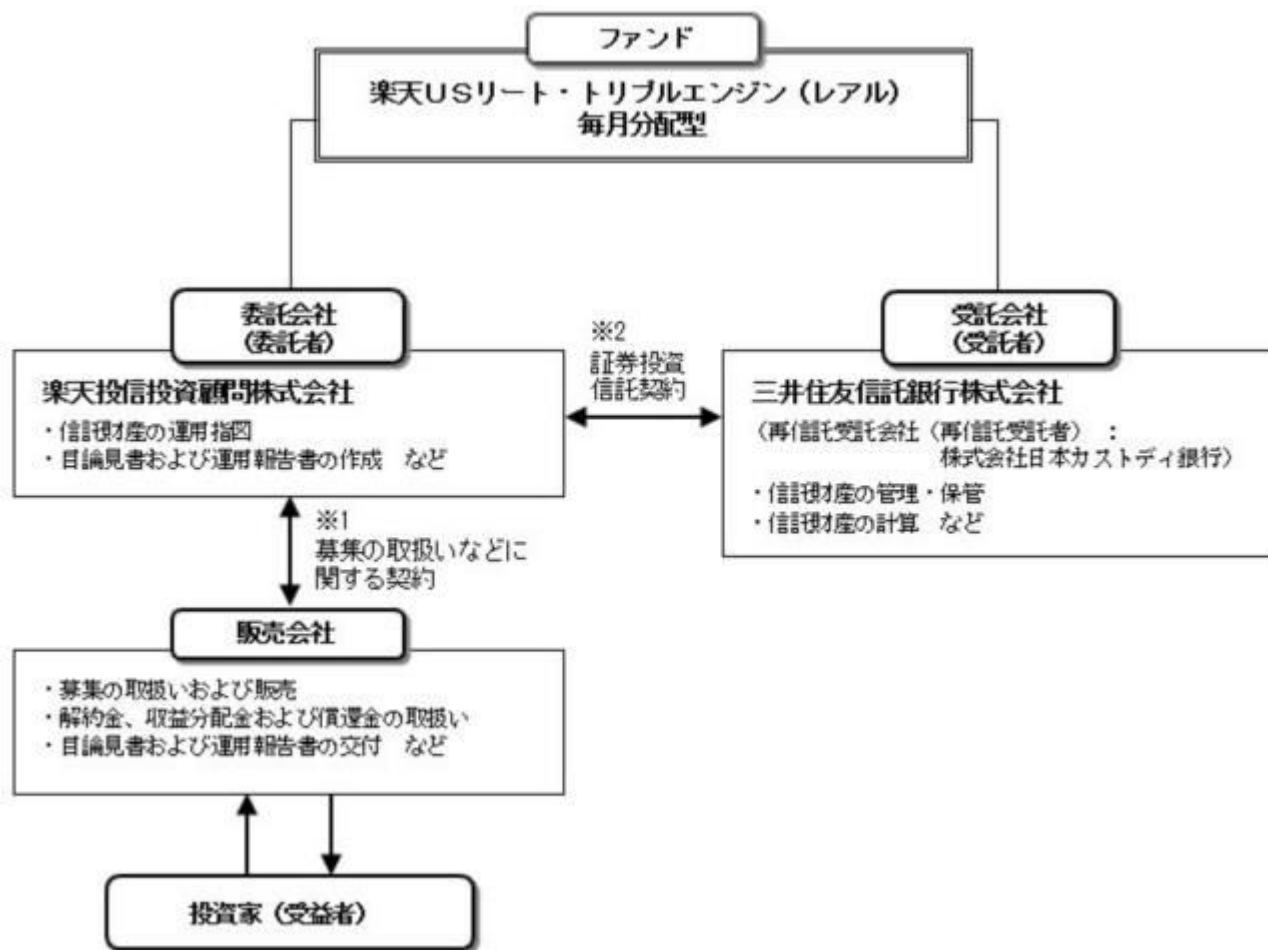 ファンド
楽天USリート・トリプルエンジン(レアル)
毎月分配型
委託会社
(委託者)
楽天投信投資顧問株式会社
・信託財産の運用指図
・目論見書および運用報告書の作成 など
※2
証券投資
信託契約
受託会社
(受託者)
三井住友信託銀行株式会社
(再信託受託会社(再信託受託者) :
株式会社日本カストディ銀行)
・信託財産の管理・保管
・信託財産の計算 など
※1
募集の取扱いなどに
関する契約
販売会社
・募集の取扱いおよび販売
・解約金、収益分配金および償還金の取扱い
・目論見書および運用報告書の交付 など
投資家(受益者)